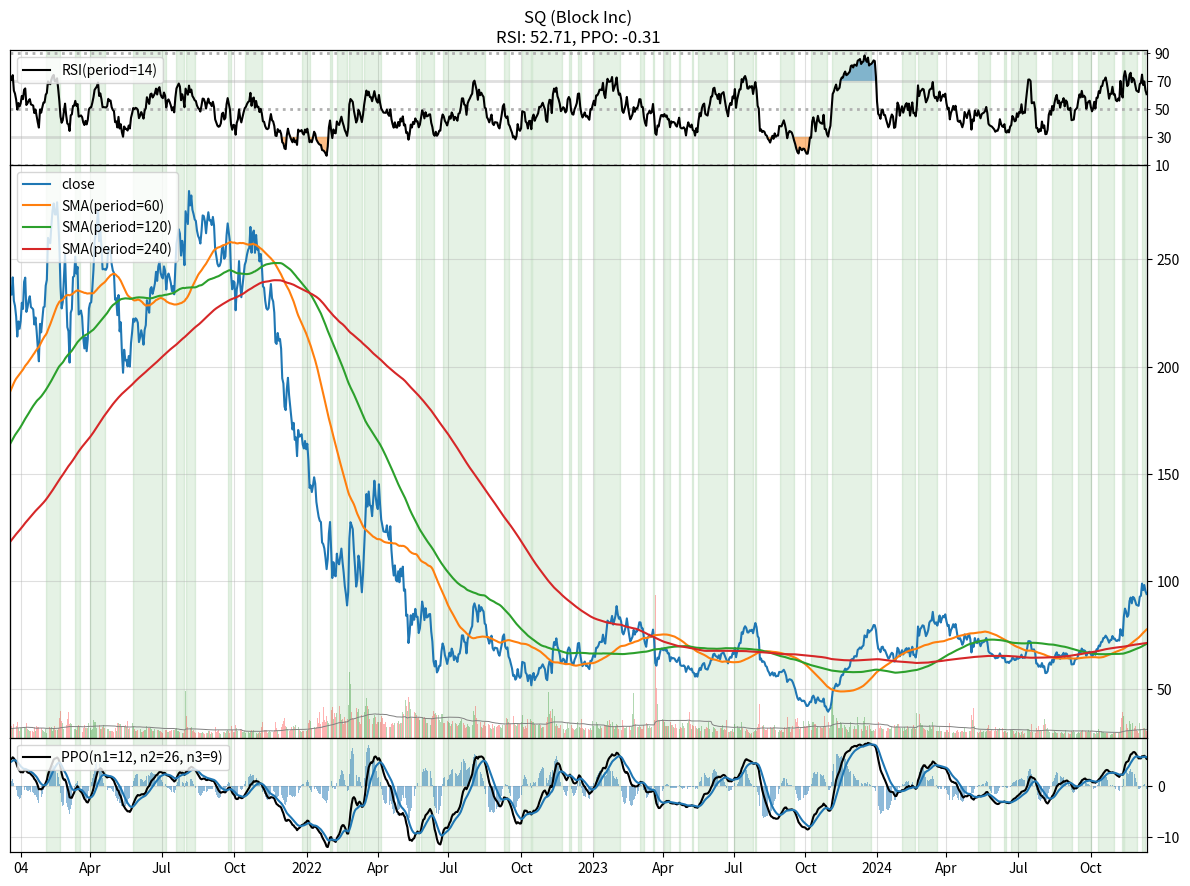 SQ (Block Inc)
RSI: 52.71, PPO: -0.31
RSI(period=14)
90
70
50
30
10
close
SMA(period=60)
SMA(period=120)
SMA(period=240)
250
200
150
100
50
PPO(n1=12, n2=26, n3=9)
0
−10
04 Apr Jul Oct 2022 Apr Jul Oct 2023 Apr Jul Oct 2024 Apr Jul Oct